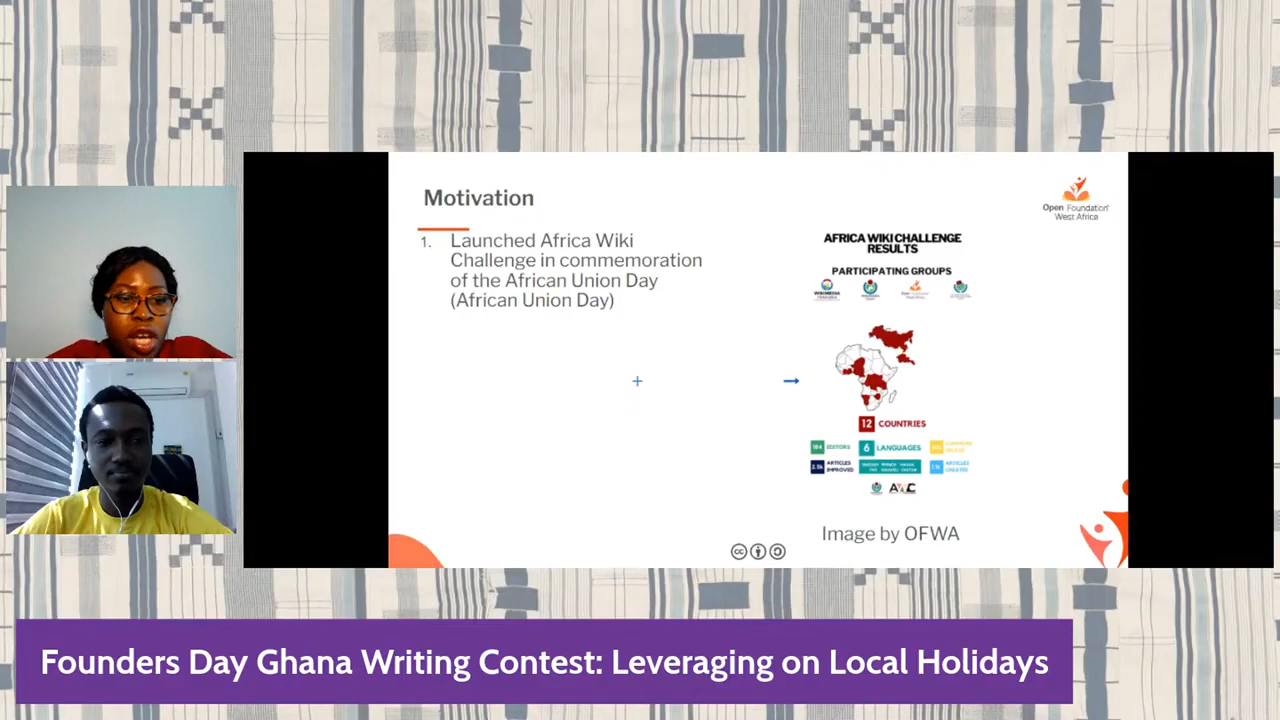 Motivation
1. Launched Africa Wiki
Challenge in commemoration
of the African Union Day
(African Union Day)
Open Foundation
West Africa
AFRICA WIKI CHALLENGE
RESULTS
PARTICIPATING GROUPS
12 COUNTRIES
EDITORS
6 LANGUAGES
ARTICLES
IMPROVED
ARTICLES
CREATED
Image by OFWA
Founders Day Ghana Writing Contest: Leveraging on Local Holidays